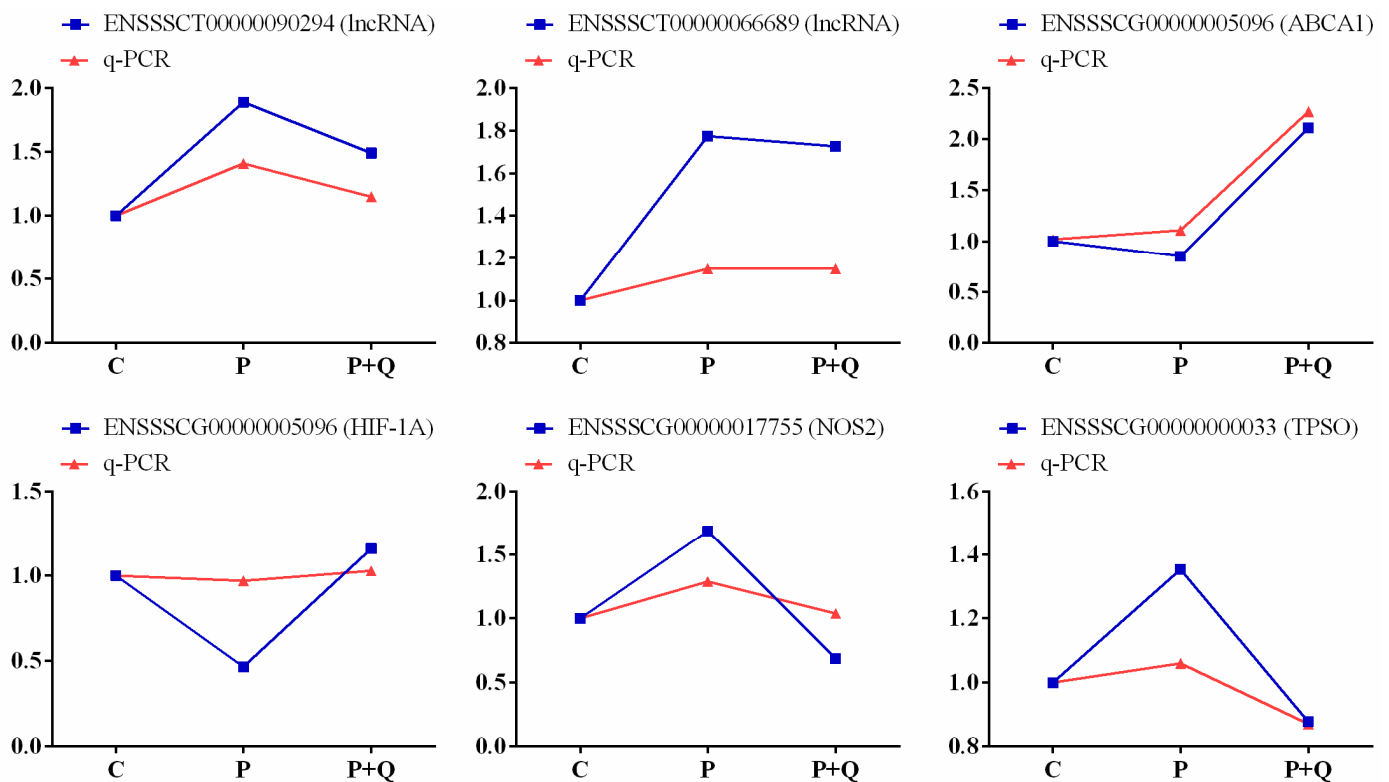 ENSSSCT00000090294 (lncRNA)
q-PCR
2.0
1.5
1.0
0.5
0.0
C P P+Q
ENSSSCT00000066689 (lncRNA)
q-PCR
2.0
1.8
1.6
1.4
1.2
1.0
0.8
C P P+Q
ENSSSCG00000005096 (ABCA1)
q-PCR
2.5
2.0
1.5
1.0
0.5
0.0
C P P+Q
ENSSSCG00000005096 (HIF-1A)
q-PCR
1.5
1.0
0.5
0.0
C P P+Q
ENSSSCG00000017755 (NOS2)
q-PCR
2.0
1.5
1.0
0.5
0.0
C P P+Q
ENSSSCG00000000033 (TPSO)
q-PCR
1.6
1.4
1.2
1.0
0.8
C P P+Q